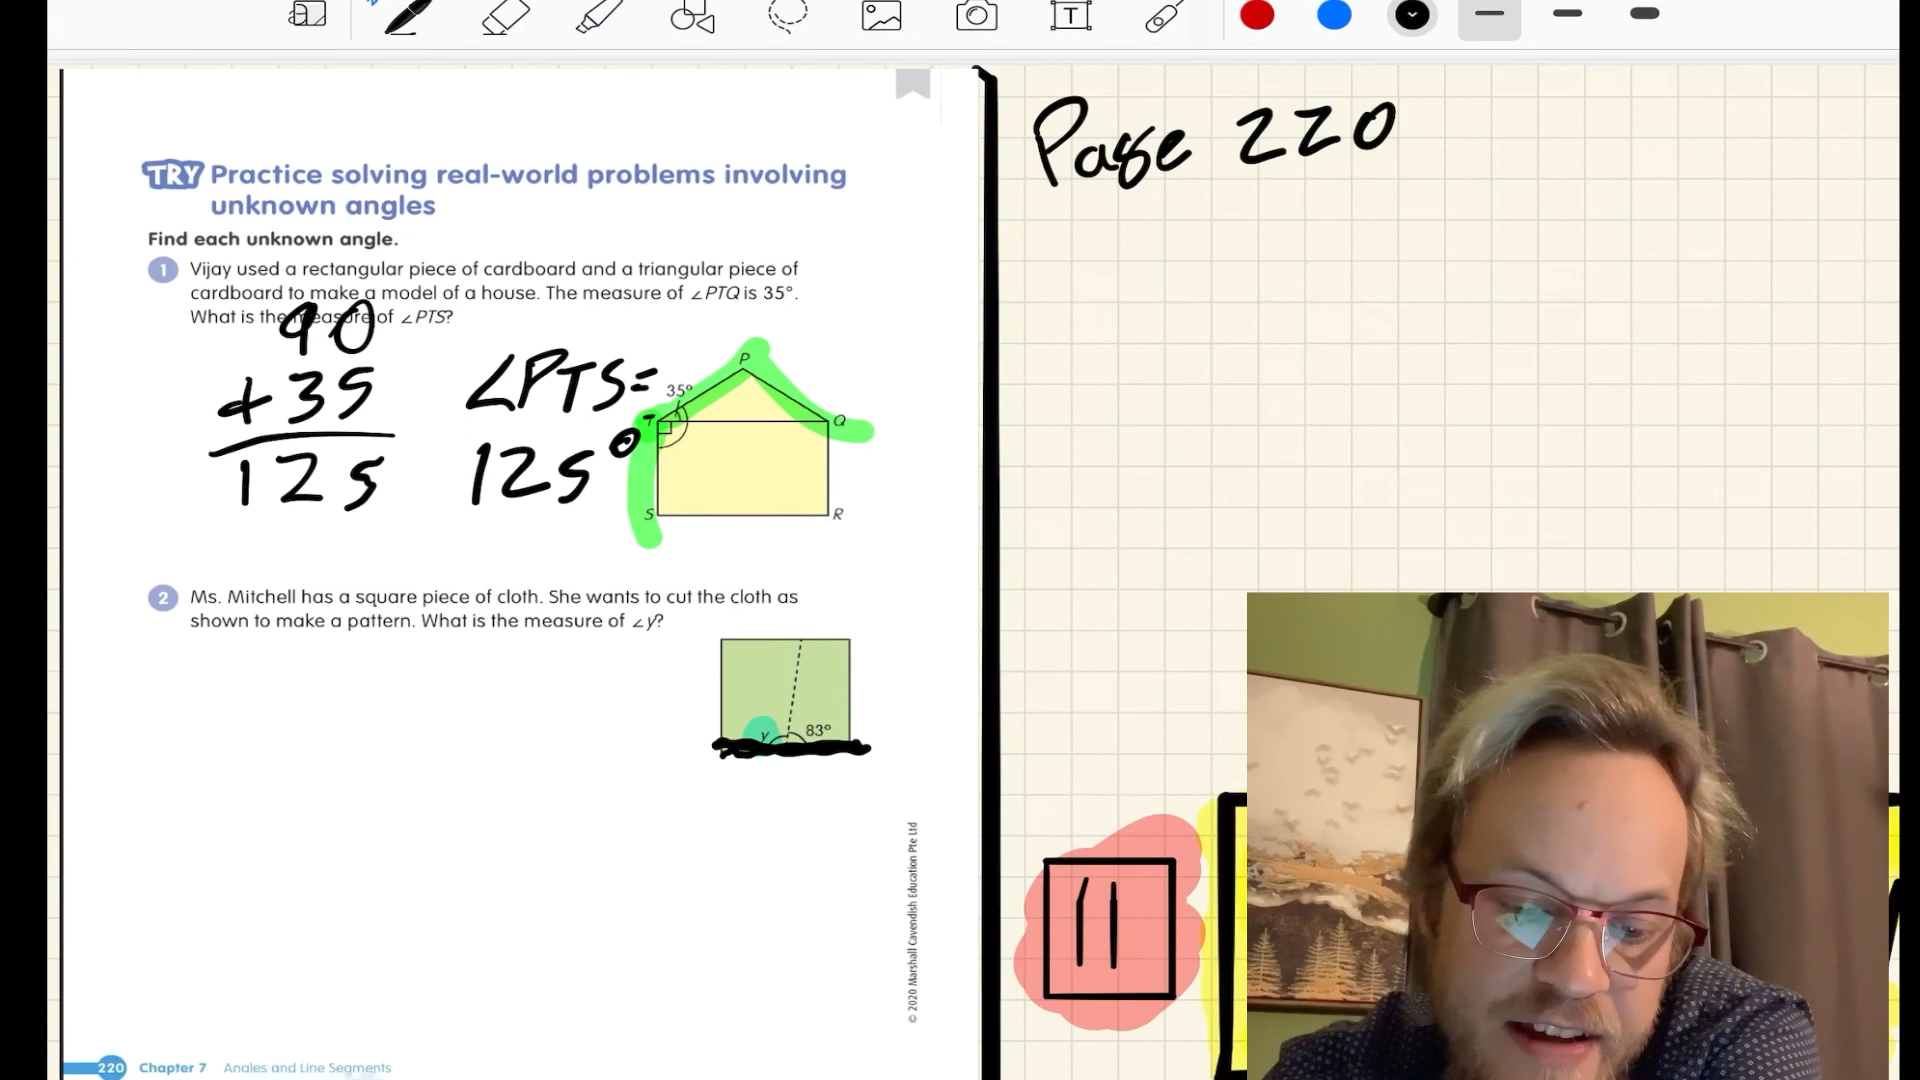 T
Page 220
TRY Practice solving real-world problems involving
unknown angles
Find each unknown angle.
1 Vijay used a rectangular piece of cardboard and a triangular piece of
cardboard to make a model of a house. The measure of ∠PTQ is 35°.
What is the measure of ∠PTS?
90
+35
125
∠PTS=
125°
P
35°
T
Q
S
R
2 Ms. Mitchell has a square piece of cloth. She wants to cut the cloth as
shown to make a pattern. What is the measure of ∠y?
y
83°
11
© 2020 Marshall Cavendish Education Pte Ltd
220 Chapter 7 Angles and Line Segments